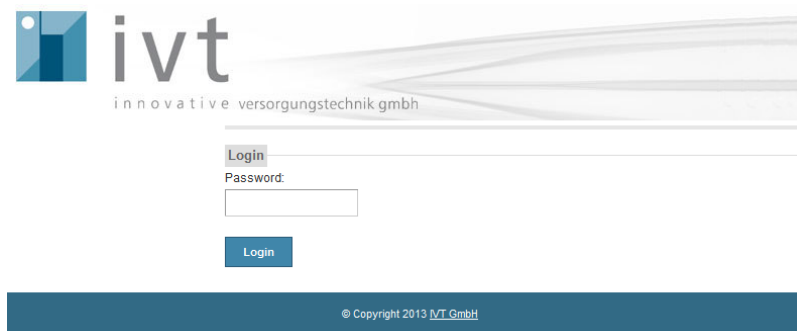 ivt
innovative versorgungstechnik gmbh
Login
Password:
Login
© Copyright 2013 IVT GmbH